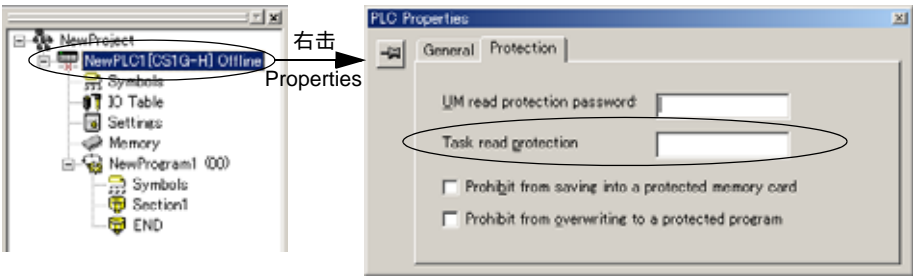 NewProject
NewPLC1[CS1G-H] Offline
Symbols
IO Table
Settings
Memory
NewProgram1 (00)
Symbols
Section1
END
右击
Properties
PLC Properties
General Protection
UM read protection password
Task read protection
Prohibit from saving into a protected memory card
Prohibit from overwriting to a protected program